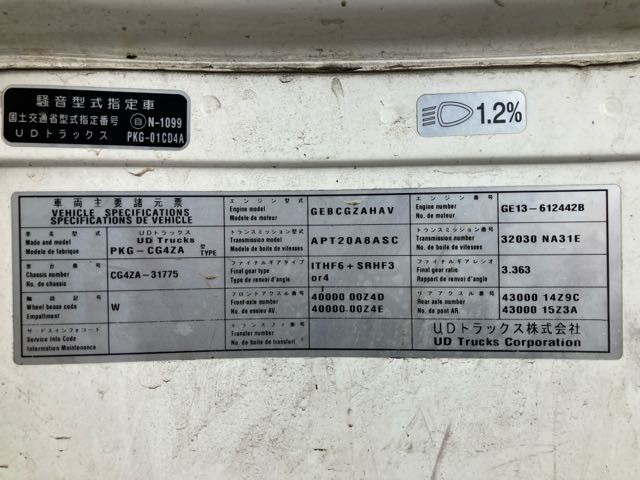 騒音型式指定車
国土交通省型式指定番号 自 N-1099
UDトラックス PKG-01CD4A
1.2%
車両主要諸元票
VEHICLE SPECIFICATIONS
SPECIFICATIONS DE VEHICLE
エンジン型式
Engine model
Modele de moteur
GEBCGZAHAV
エンジン番号
Engine number
No. de moteur
GE13-612442B
車名型式
Made and model
Modele de fabrique
UDトラックス
UD Trucks
PKG-CG4ZA 型 TYPE
トランスミッション型式
Transmission model
Modele de boite de vitesses
APT20A8ASC
トランスミッション番号
Transmission number
No. de boite de vitesses
32030 NA31E
車台番号
Chassis number
No. de chassis
CG4ZA-31775
ファイナルギアタイプ
Final gear type
Type de renvoi d'angle
ITHF6+SRHF3
or4
ファイナルギアレシオ
Final gear ratio
Rapport de renvoi d'angle
3.363
軸距記号
Wheel base code
Empattement
W
フロントアクスル番号
Front-axle number
No. de essieu AV.
40000 00Z4D
40000 00Z4E
リアアクスル番号
Rear axle number
No. de pont AR.
43000 14Z9C
43000 15Z3A
サービスインフォコード
Service Info Code
Information Maintenance
トランスファ番号
Transfer number
No. de boite de transfert
UDトラックス株式会社
UD Trucks Corporation